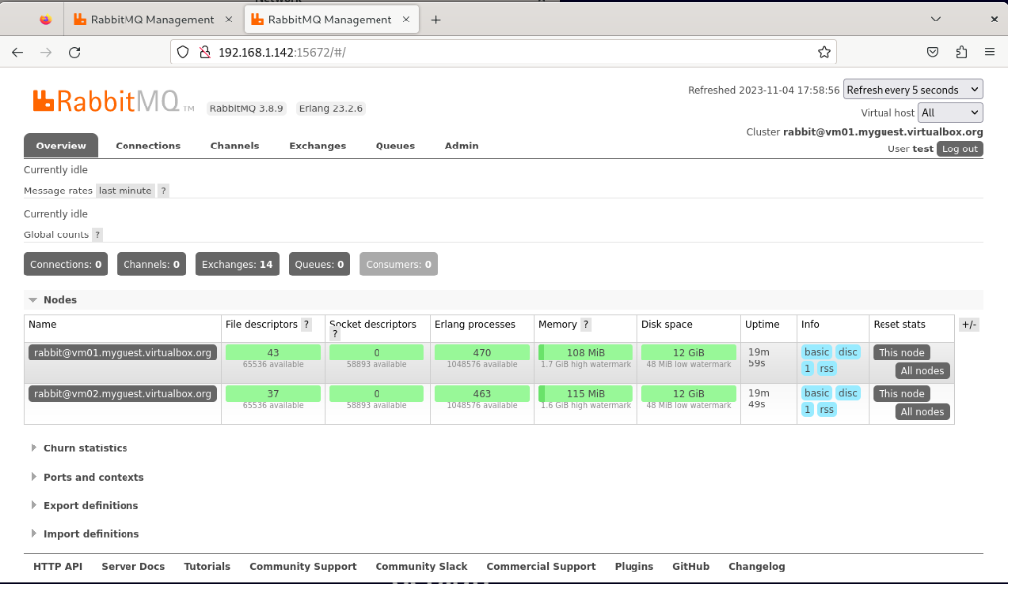 RabbitMQ Management × RabbitMQ Management × +
192.168.1.142:15672/#/
RabbitMQ TM RabbitMQ 3.8.9 Erlang 23.2.6
Refreshed 2023-11-04 17:58:56 Refresh every 5 seconds
Virtual host All
Cluster rabbit@vm01.myguest.virtualbox.org
User test Log out
Overview Connections Channels Exchanges Queues Admin
Currently idle
Message rates last minute ?
Currently idle
Global counts ?
Connections: 0 Channels: 0 Exchanges: 14 Queues: 0 Consumers: 0
Nodes
Name File descriptors ? Socket descriptors ? Erlang processes Memory ? Disk space Uptime Info Reset stats +/-
rabbit@vm01.myguest.virtualbox.org 43 0 470 108 MiB 12 GiB 19m 59s basic disc 1 rss This node All nodes
65536 available 58893 available 1048576 available 1.7 GiB high watermark 48 MiB low watermark
rabbit@vm02.myguest.virtualbox.org 37 0 463 115 MiB 12 GiB 19m 49s basic disc 1 rss This node All nodes
65536 available 58893 available 1048576 available 1.6 GiB high watermark 48 MiB low watermark
Churn statistics
Ports and contexts
Export definitions
Import definitions
HTTP API Server Docs Tutorials Community Support Community Slack Commercial Support Plugins GitHub Changelog